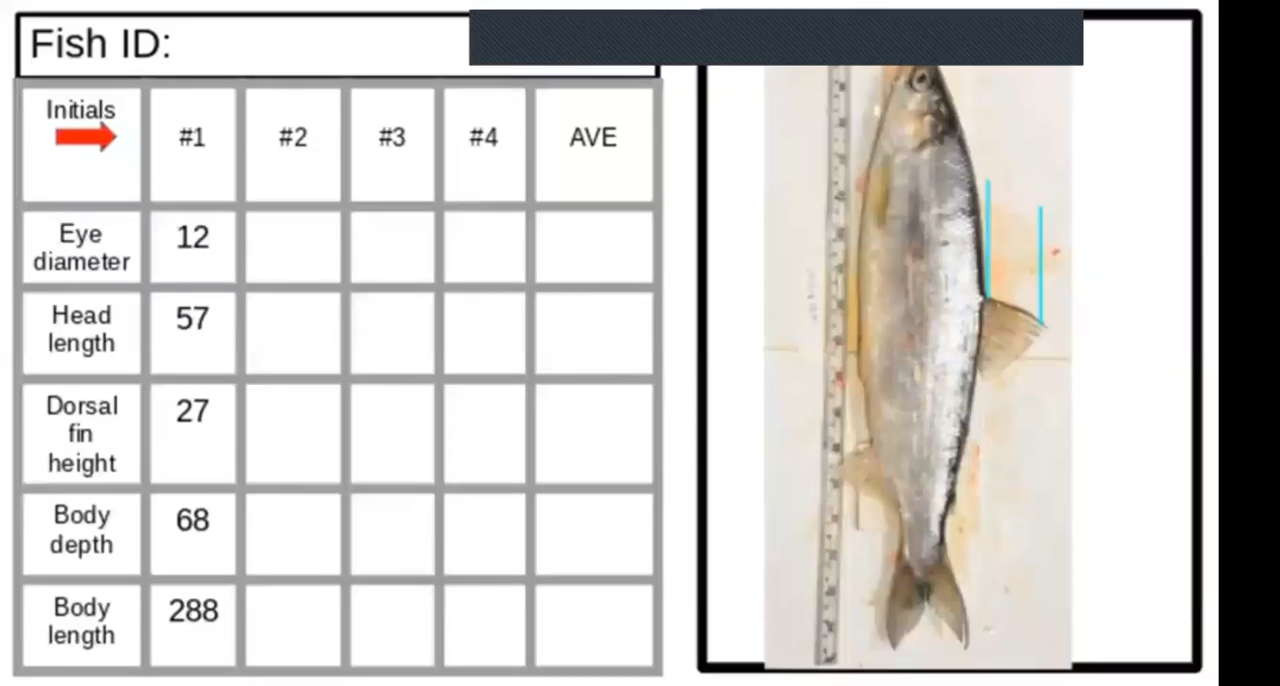 Fish ID:
Initials
#1
#2
#3
#4
AVE
Eye
diameter
12
Head
length
57
Dorsal
fin
height
27
Body
depth
68
Body
length
288